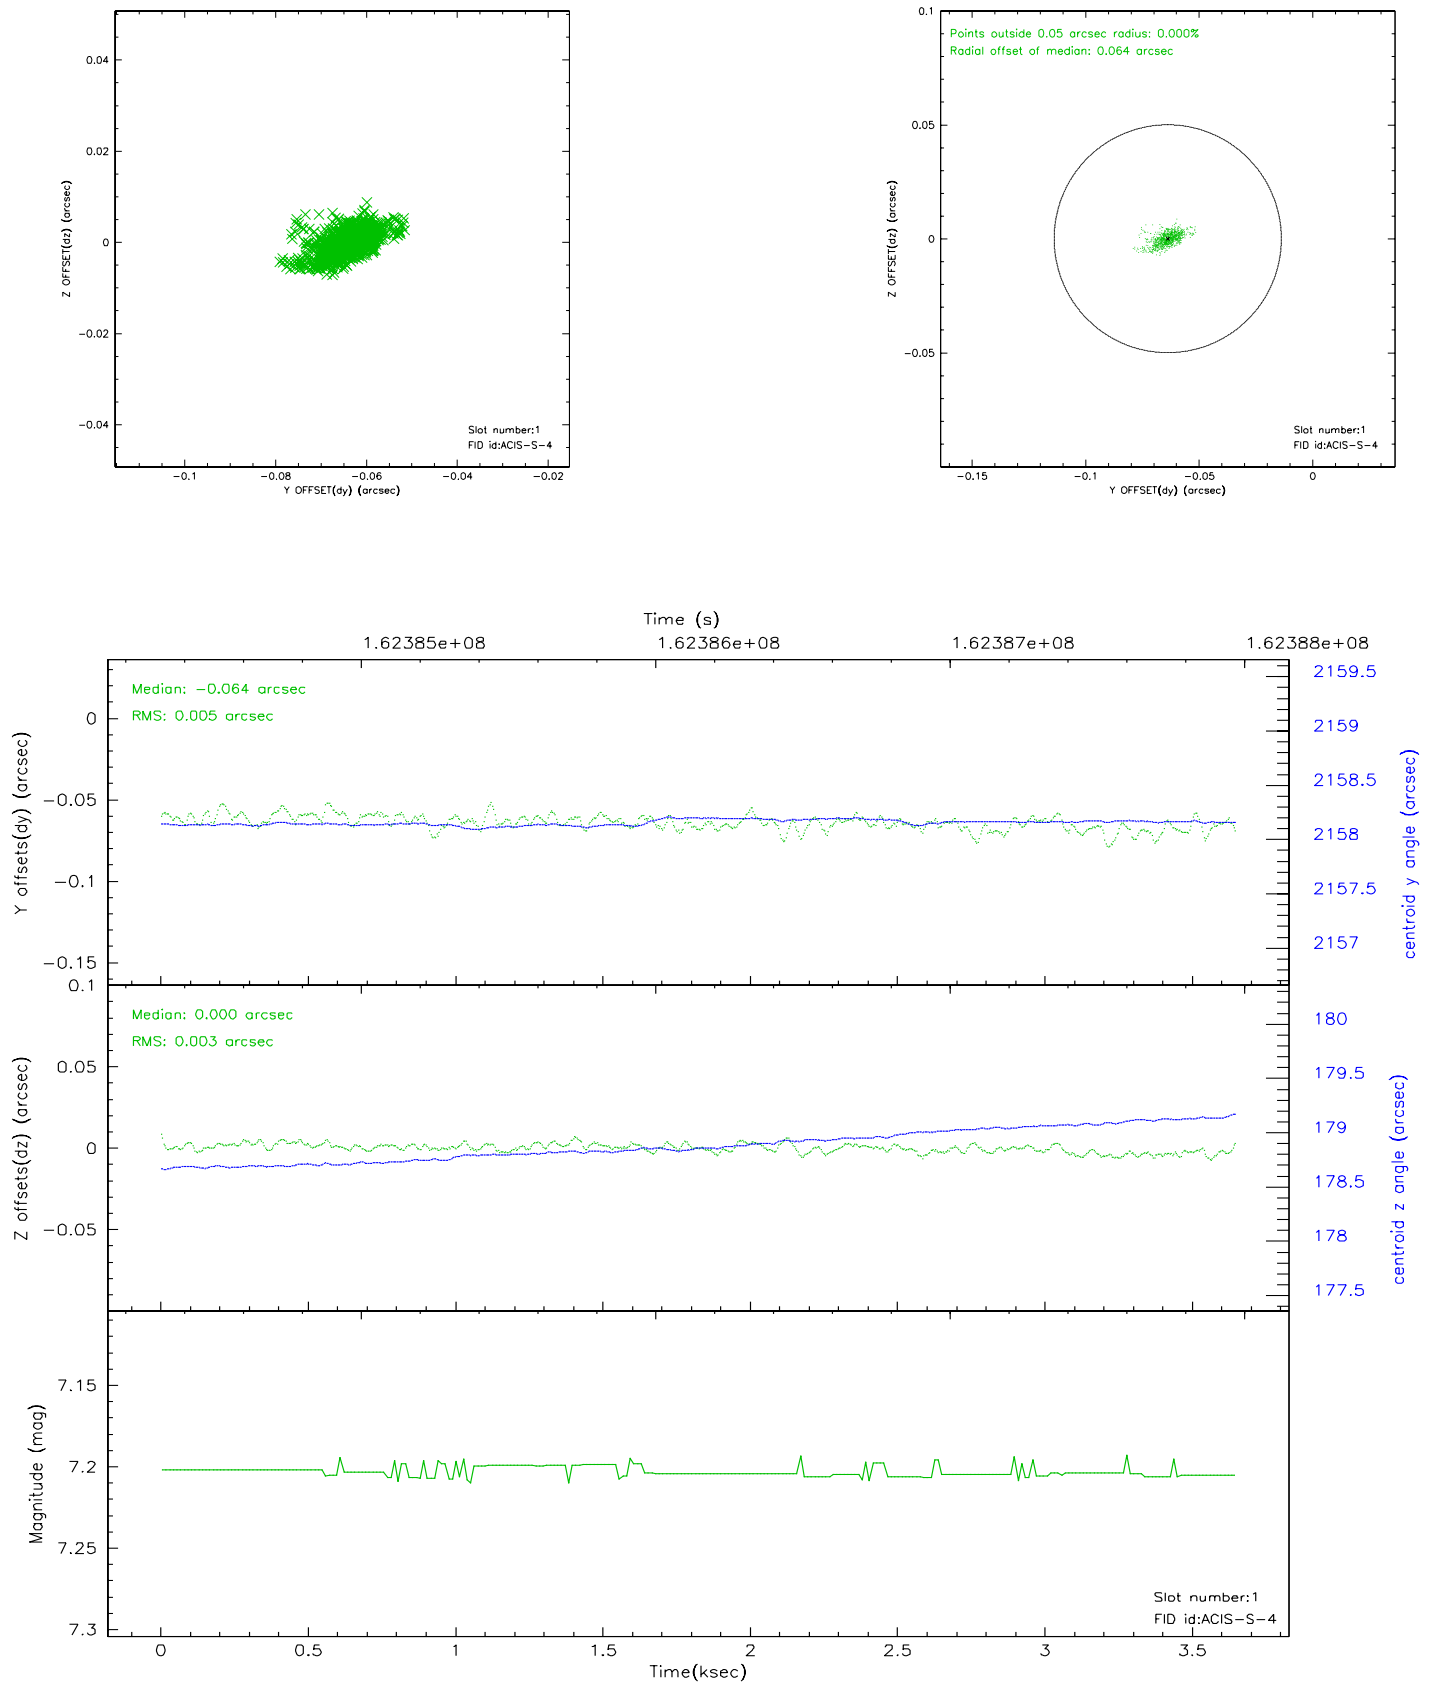 0.04
0.02
0
−0.02
−0.04
Z OFFSET(dz) (arcsec)
−0.1
−0.08
−0.06
−0.04
−0.02
Y OFFSET(dy) (arcsec)
Slot number:1
FID id:ACIS−S−4
0.1
0.05
0
−0.05
Z OFFSET(dz) (arcsec)
Points outside 0.05 arcsec radius: 0.000%
Radial offset of median: 0.064 arcsec
Slot number:1
FID id:ACIS−S−4
−0.15
−0.1
−0.05
0
Y OFFSET(dy) (arcsec)
Time (s)
1.62385e+08
1.62386e+08
1.62387e+08
1.62388e+08
Median: −0.064 arcsec
RMS: 0.005 arcsec
0
−0.05
−0.1
−0.15
Y offsets(dy) (arcsec)
2159.5
2159
2158.5
2158
2157.5
2157
centroid y angle (arcsec)
0.1
Median: 0.000 arcsec
RMS: 0.003 arcsec
0.05
0
−0.05
Z offsets(dz) (arcsec)
180
179.5
179
178.5
178
177.5
centroid z angle (arcsec)
7.15
7.2
7.25
7.3
Magnitude (mag)
Slot number:1
FID id:ACIS−S−4
0
0.5
1
1.5
2
2.5
3
3.5
Time(ksec)